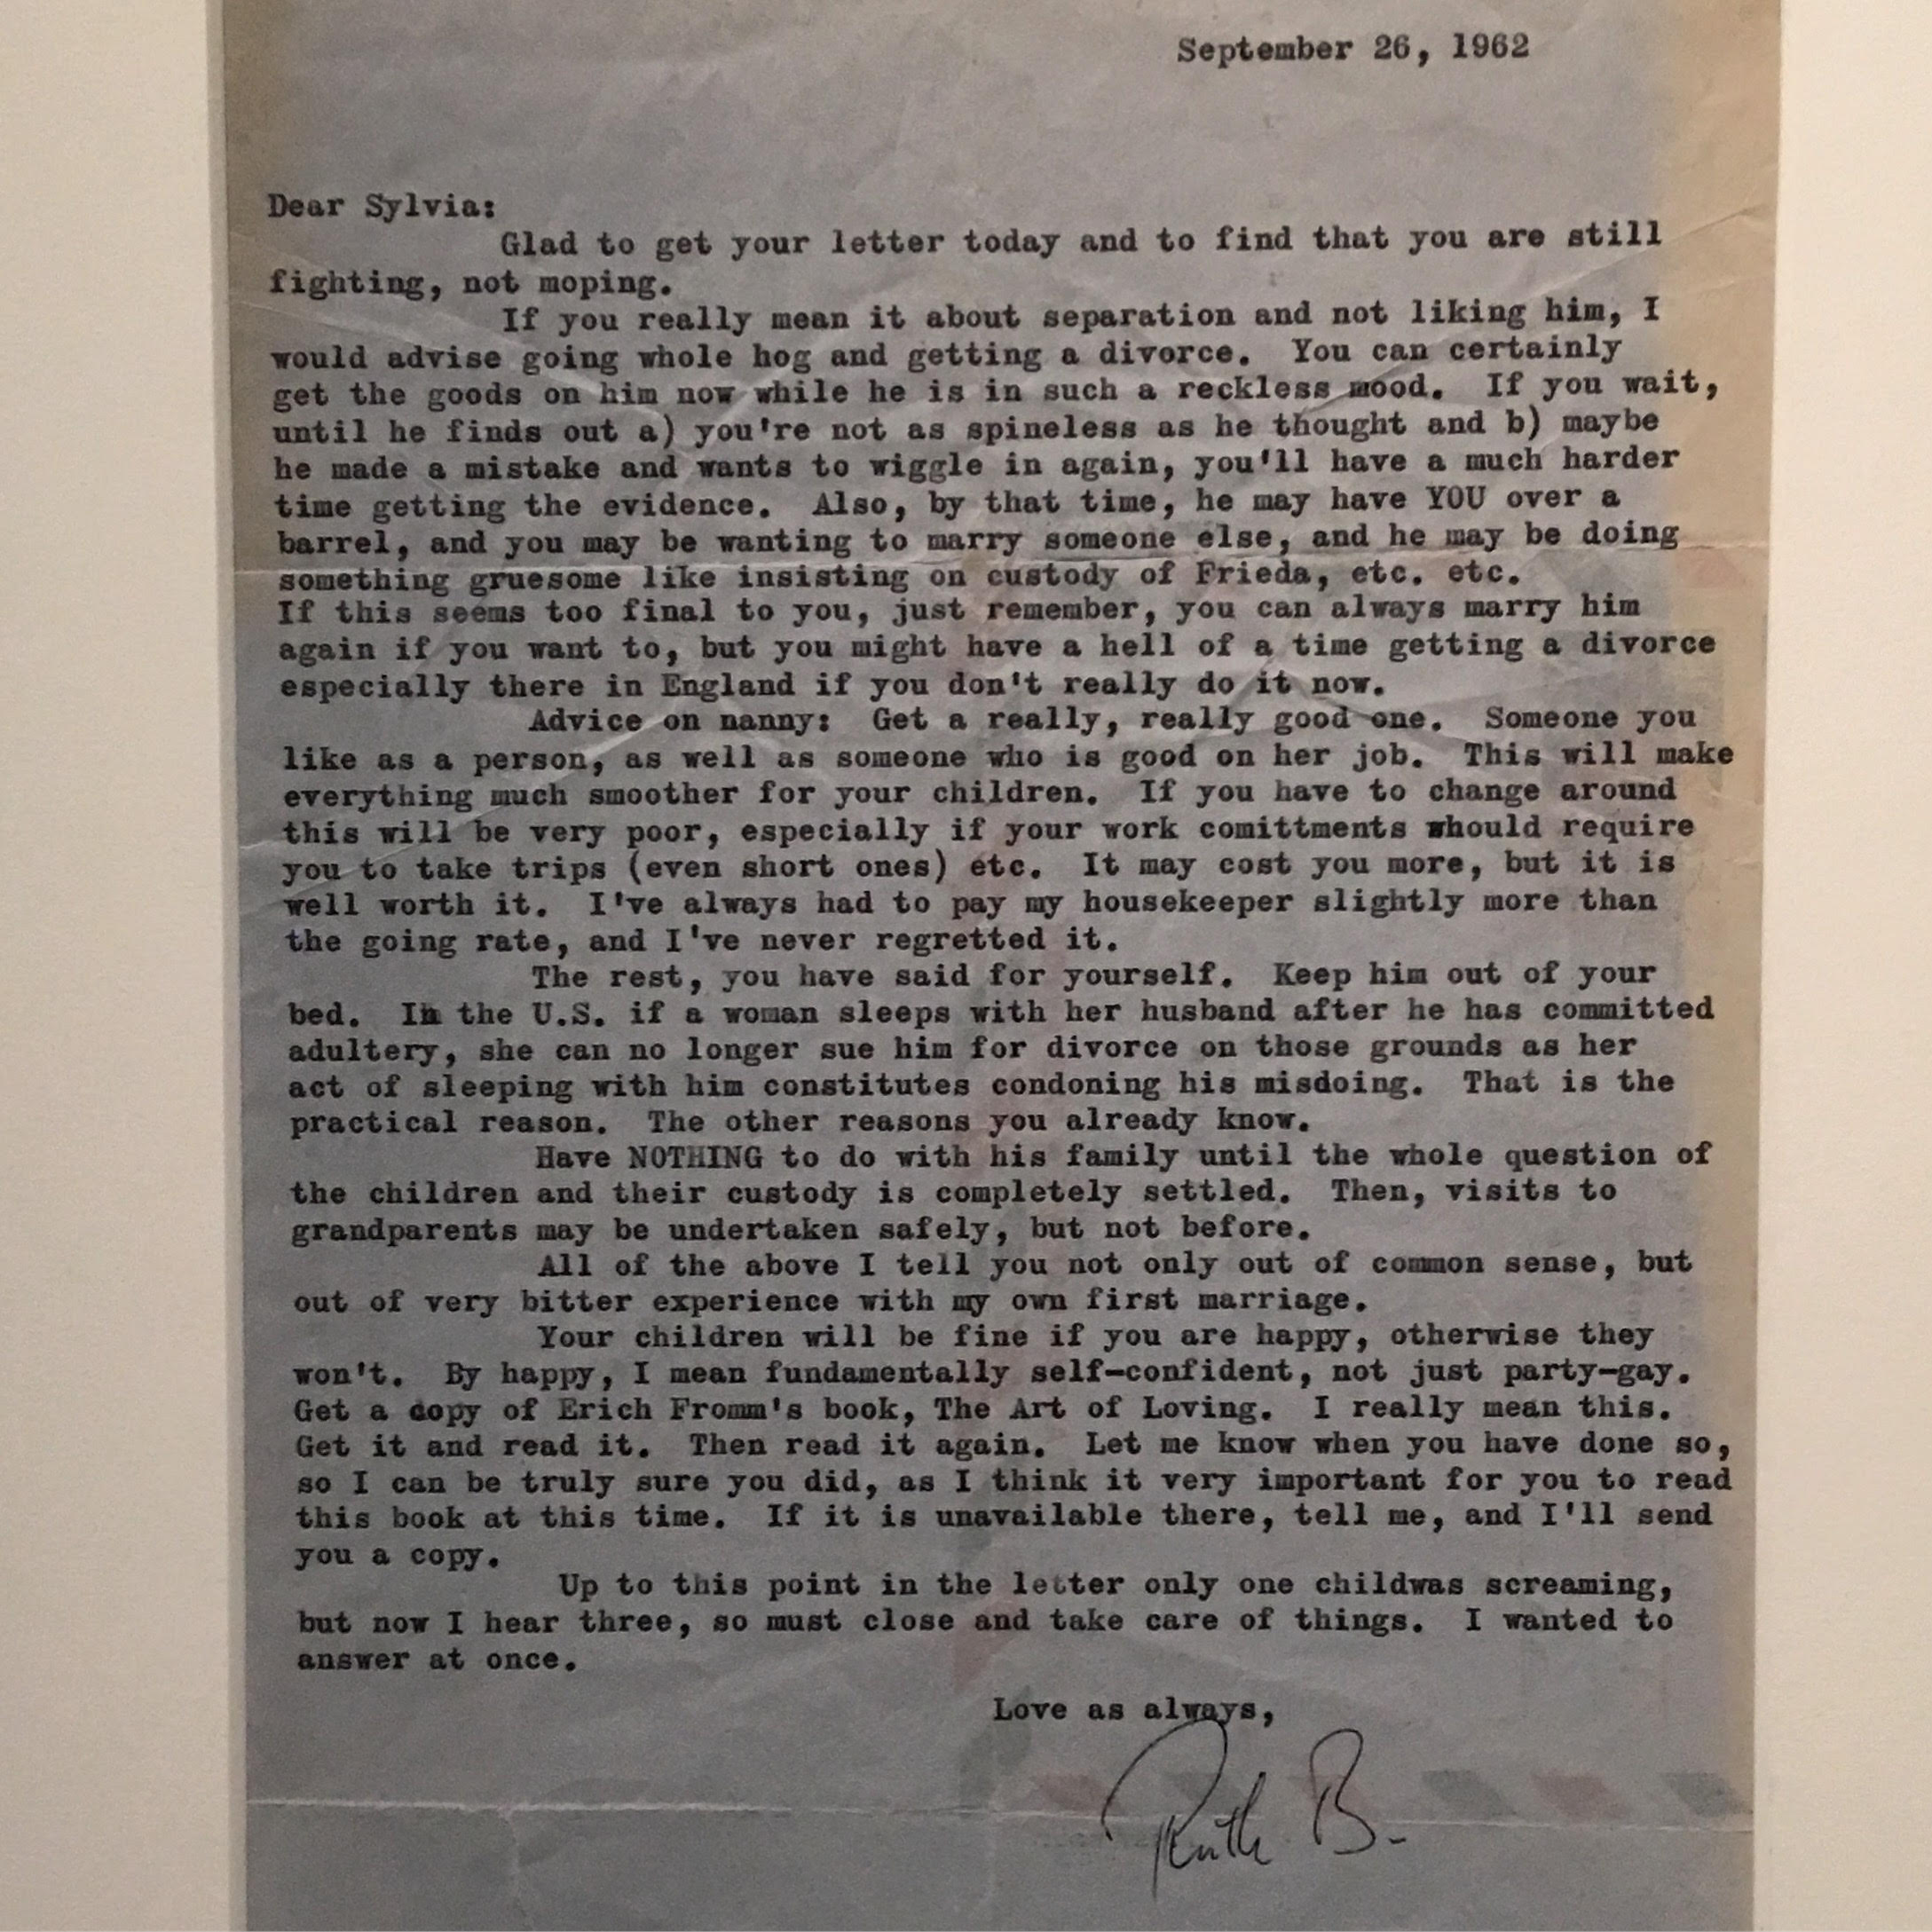 September 26, 1962
Dear Sylvia:
Glad to get your letter today and to find that you are still
fighting, not moping.
If you really mean it about separation and not liking him, I
would advise going whole hog and getting a divorce. You can certainly
get the goods on him now while he is in such a reckless mood. If you wait,
until he finds out a) you're not as spineless as he thought and b) maybe
he made a mistake and wants to wiggle in again, you'll have a much harder
time getting the evidence. Also, by that time, he may have YOU over a
barrel, and you may be wanting to marry someone else, and he may be doing
something gruesome like insisting on custody of Frieda, etc. etc.
If this seems too final to you, just remember, you can always marry him
again if you want to, but you might have a hell of a time getting a divorce
especially there in England if you don't really do it now.
Advice on nanny: Get a really, really good one. Someone you
like as a person, as well as someone who is good on her job. This will make
everything much smoother for your children. If you have to change around
this will be very poor, especially if your work comittments should require
you to take trips (even short ones) etc. It may cost you more, but it is
well worth it. I've always had to pay my housekeeper slightly more than
the going rate, and I've never regretted it.
The rest, you have said for yourself. Keep him out of your
bed. In the U.S. if a woman sleeps with her husband after he has committed
adultery, she can no longer sue him for divorce on those grounds as her
act of sleeping with him constitutes condoning his misdoing. That is the
practical reason. The other reasons you already know.
Have NOTHING to do with his family until the whole question of
the children and their custody is completely settled. Then, visits to
grandparents may be undertaken safely, but not before.
All of the above I tell you not only out of common sense, but
out of very bitter experience with my own first marriage.
Your children will be fine if you are happy, otherwise they
won't. By happy, I mean fundamentally self-confident, not just party-gay.
Get a copy of Erich Fromm's book, The Art of Loving. I really mean this.
Get it and read it. Then read it again. Let me know when you have done so,
so I can be truly sure you did, as I think it very important for you to read
this book at this time. If it is unavailable there, tell me, and I'll send
you a copy.
Up to this point in the letter only one childwas screaming,
but now I hear three, so must close and take care of things. I wanted to
answer at once.
Love as always,
Ruth B.